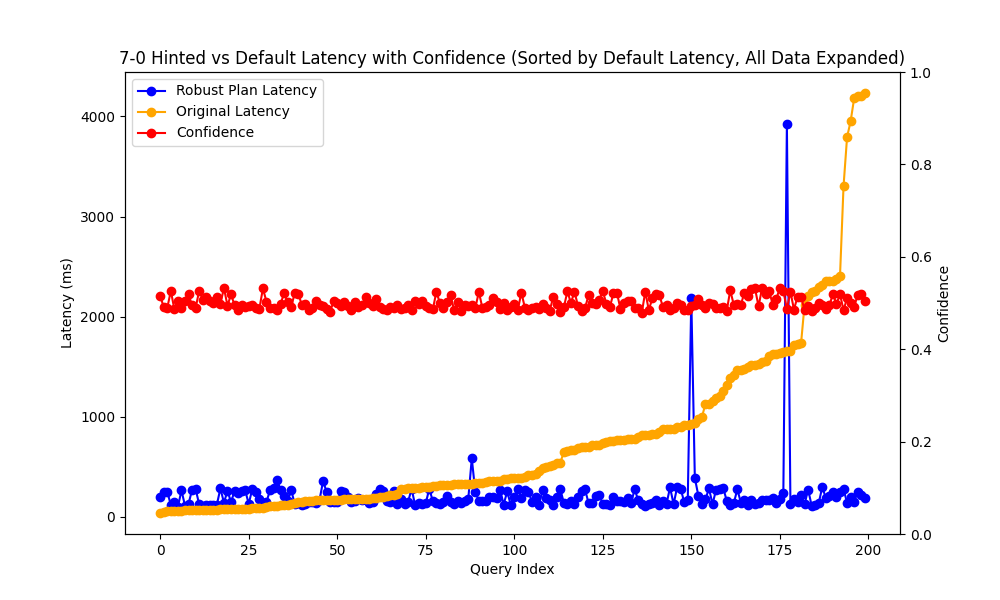 7-0 Hinted vs Default Latency with Confidence (Sorted by Default Latency, All Data Expanded)
Robust Plan Latency
Original Latency
Confidence
4000
3000
2000
1000
0
Latency (ms)
1.0
0.8
0.6
0.4
0.2
0.0
Confidence
0 25 50 75 100 125 150 175 200
Query Index